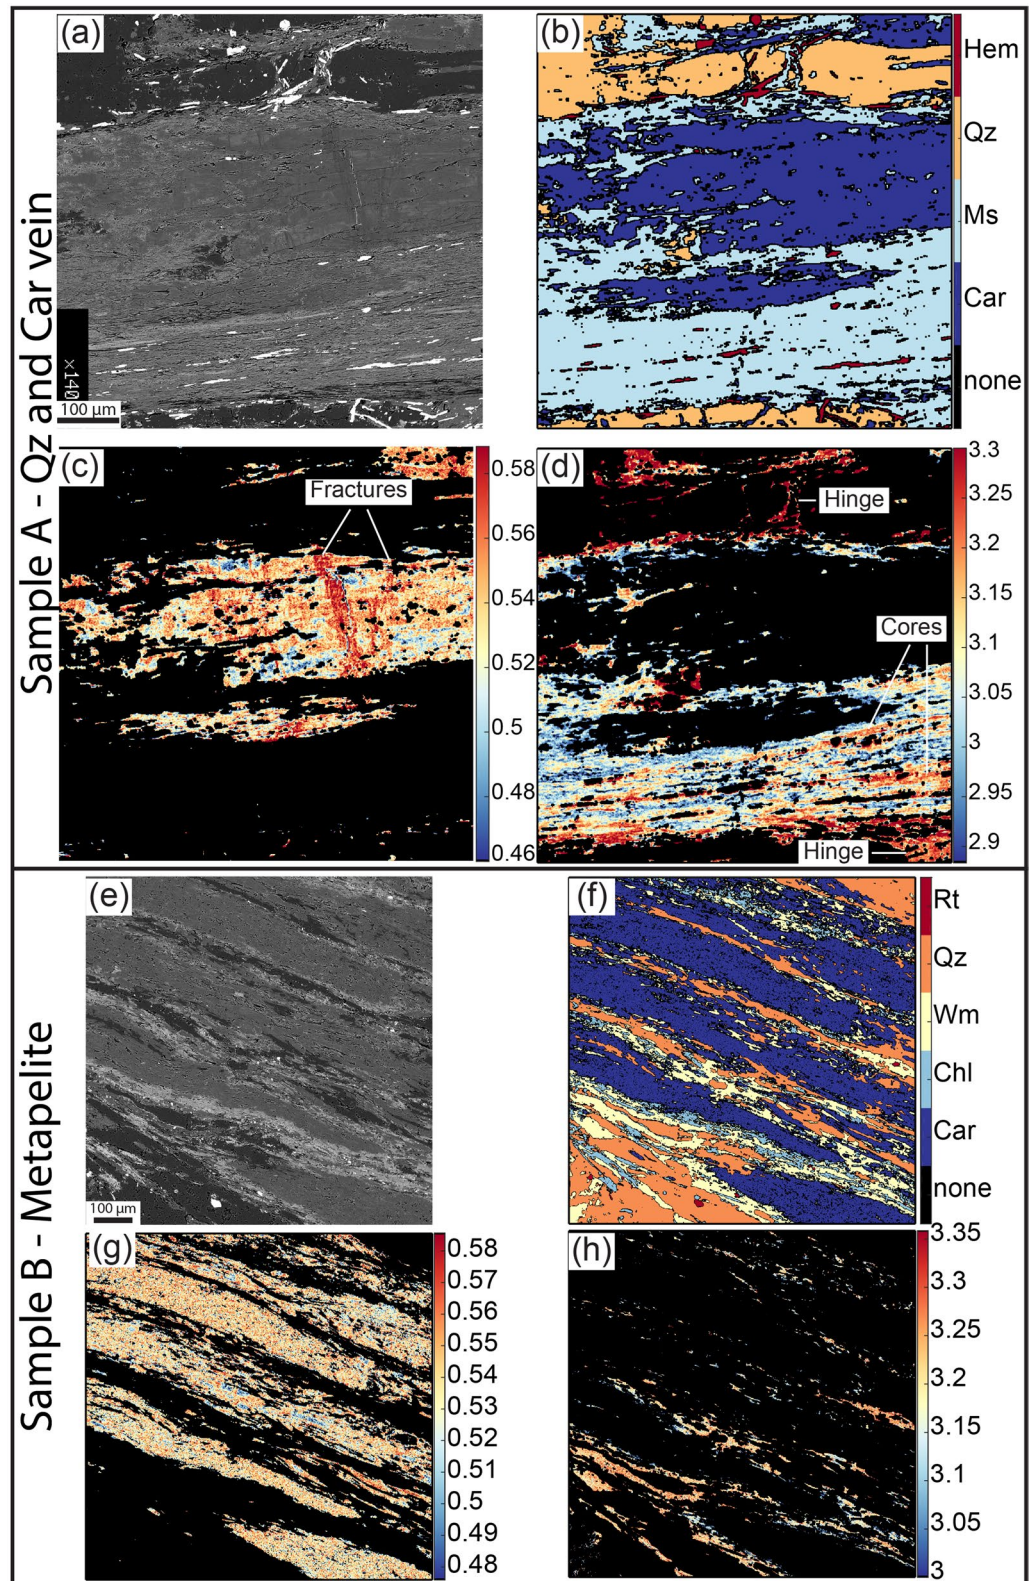 Sample A - Qz and Car vein
(a)
×140
100 µm
(b)
Hem
Qz
Ms
Car
none
(c)
Fractures
0.58
0.56
0.54
0.52
0.5
0.48
0.46
(d)
Hinge
Cores
Hinge
3.3
3.25
3.2
3.15
3.1
3.05
3
2.95
2.9
Sample B - Metapelite
(e)
100 µm
(f)
Rt
Qz
Wm
Chl
Car
none
(g)
0.58
0.57
0.56
0.55
0.54
0.53
0.52
0.51
0.5
0.49
0.48
(h)
3.35
3.3
3.25
3.2
3.15
3.1
3.05
3